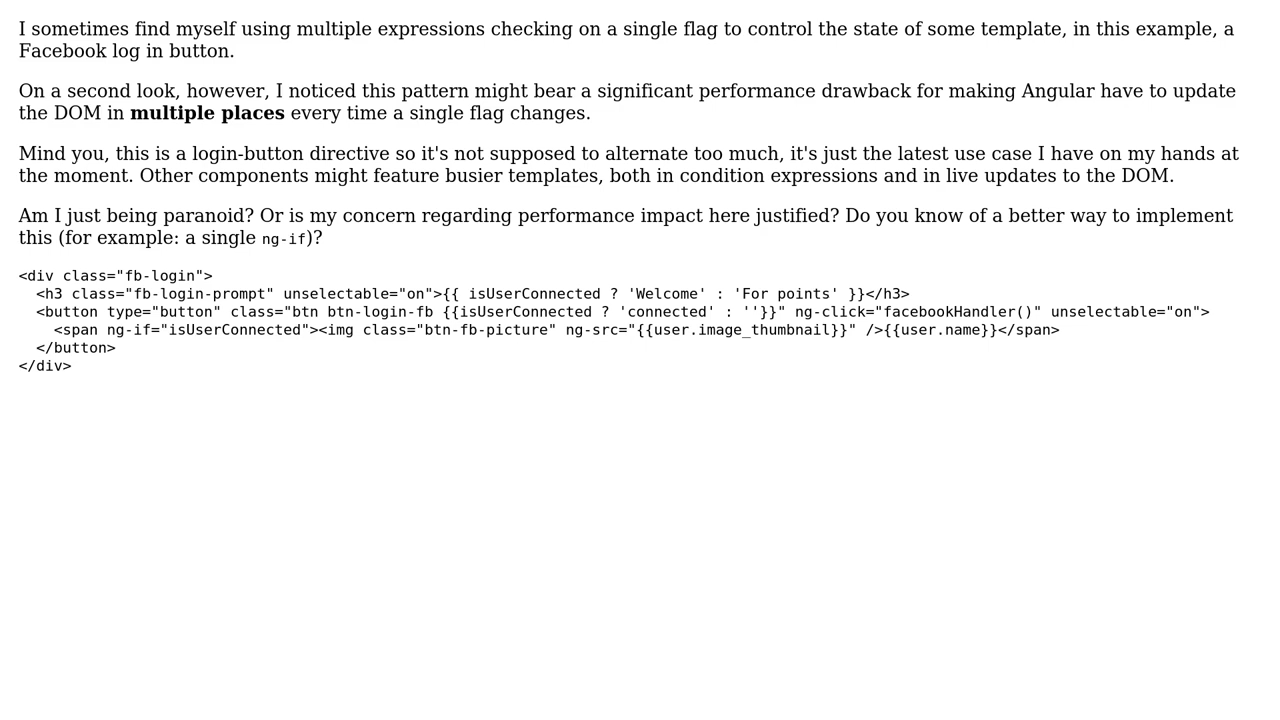 I sometimes find myself using multiple expressions checking on a single flag to control the state of some template, in this example, a
Facebook log in button.
On a second look, however, I noticed this pattern might bear a significant performance drawback for making Angular have to update
the DOM in multiple places every time a single flag changes.
Mind you, this is a login-button directive so it's not supposed to alternate too much, it's just the latest use case I have on my hands at
the moment. Other components might feature busier templates, both in condition expressions and in live updates to the DOM.
Am I just being paranoid? Or is my concern regarding performance impact here justified? Do you know of a better way to implement
this (for example: a single ng-if)?
<div class="fb-login">
  <h3 class="fb-login-prompt" unselectable="on">{{ isUserConnected ? 'Welcome' : 'For points' }}</h3>
  <button type="button" class="btn btn-login-fb {{isUserConnected ? 'connected' : ''}}" ng-click="facebookHandler()" unselectable="on">
    <span ng-if="isUserConnected"><img class="btn-fb-picture" ng-src="{{user.image_thumbnail}}" />{{user.name}}</span>
  </button>
</div>